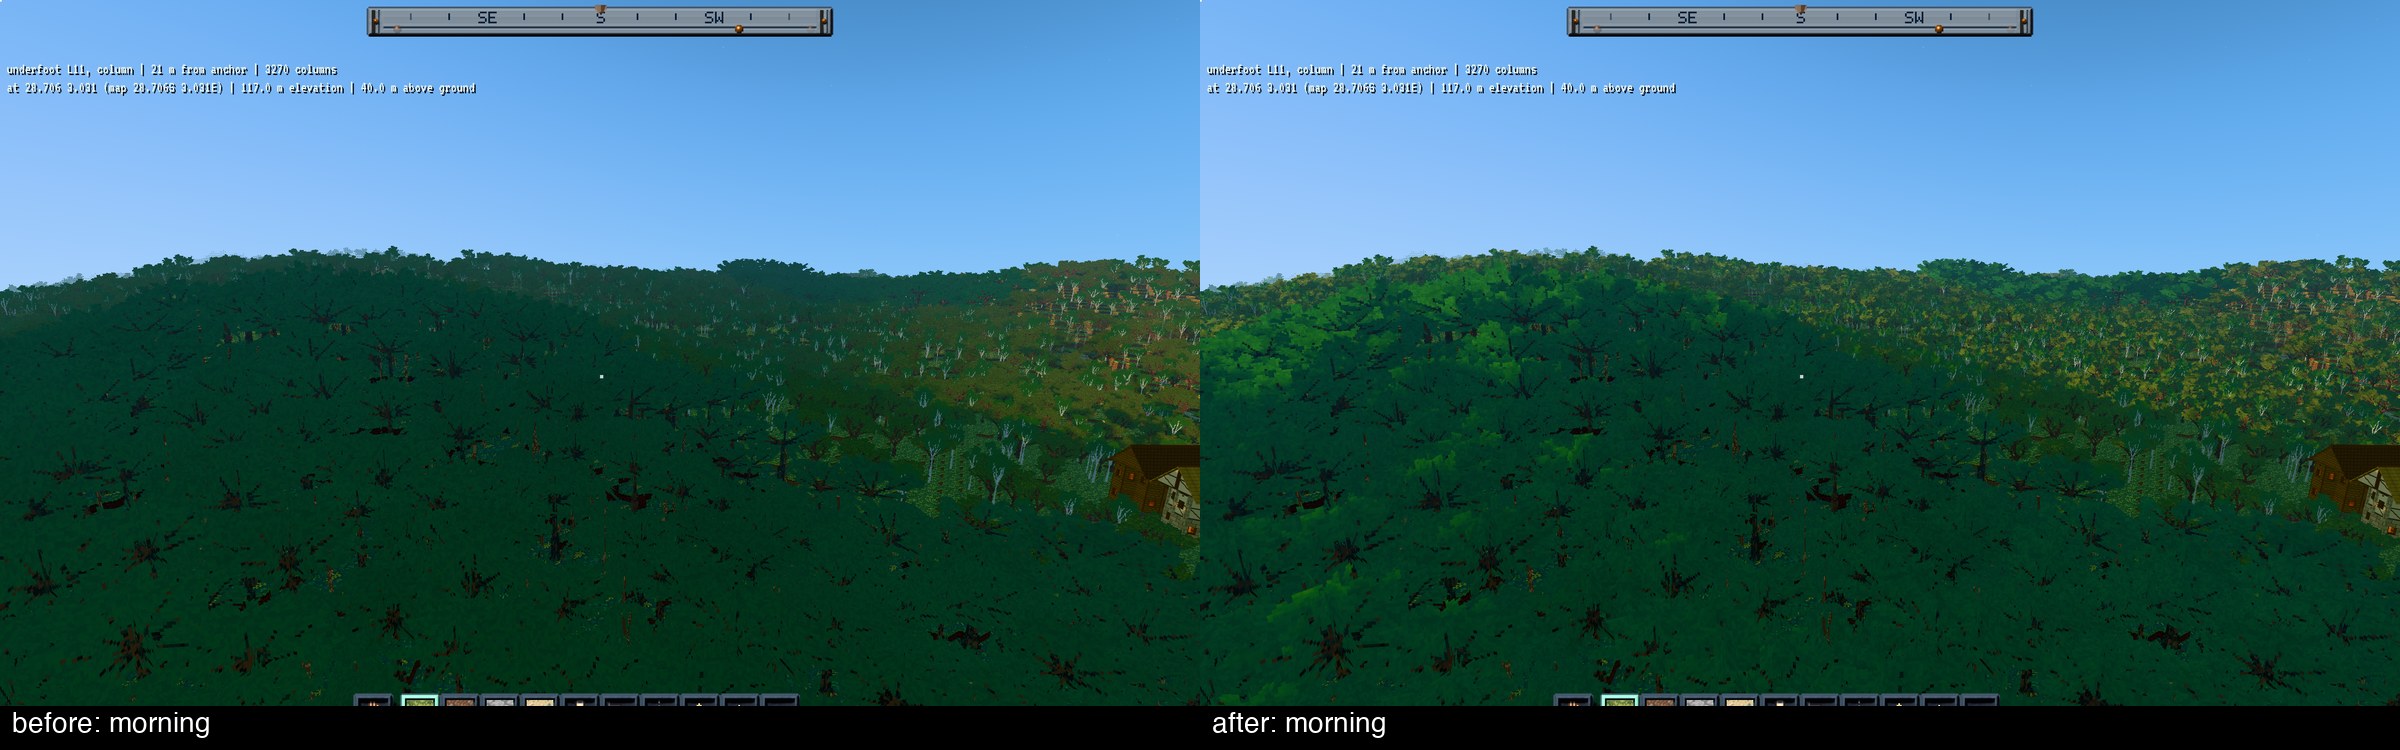 SE S SW
underfoot L11, column | 21 m from anchor | 3270 columns
at 28.706 3.031 (map 28.706S 3.031E) | 117.0 m elevation | 40.0 m above ground
before: morning
SE S SW
underfoot L11, column | 21 m from anchor | 3270 columns
at 28.706 3.031 (map 28.706S 3.031E) | 117.0 m elevation | 40.0 m above ground
after: morning